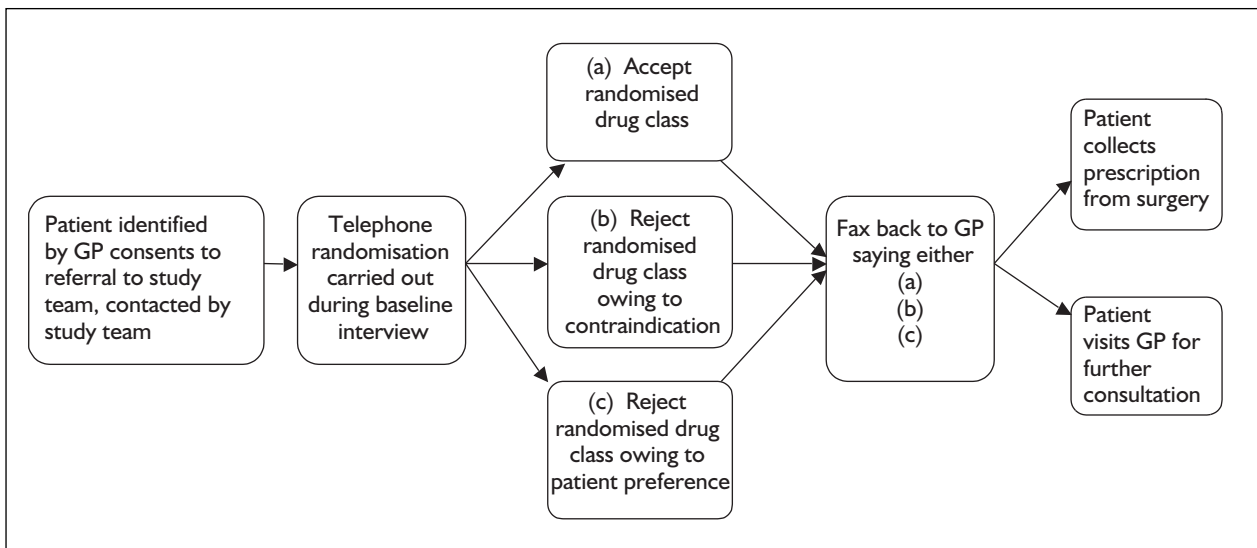 Patient identified
by GP consents to
referral to study
team, contacted by
study team
Telephone
randomisation
carried out
during baseline
interview
(a) Accept
randomised
drug class
(b) Reject
randomised
drug class
owing to
contraindication
(c) Reject
randomised drug
class owing to
patient preference
Fax back to GP
saying either
(a)
(b)
(c)
Patient
collects
prescription
from surgery
Patient
visits GP for
further
consultation